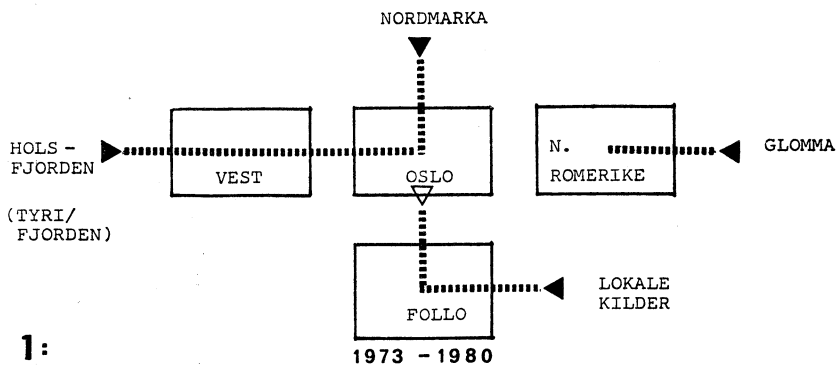 NORDMARKA
HOLS-
FJORDEN
(TYRI/
FJORDEN)
VEST
OSLO
N.
ROMERIKE
GLOMMA
FOLLO
LOKALE
KILDER
1:
1973 - 1980